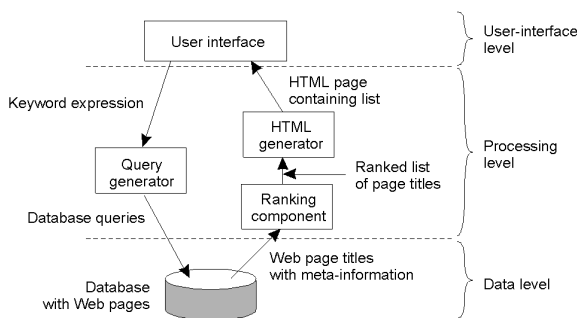 User interface
User-interface
level
Keyword expression
HTML page
containing list
HTML
generator
Query
generator
Ranked list
of page titles
Processing
level
Ranking
component
Database queries
Web page titles
with meta-information
Database
with Web pages
Data level